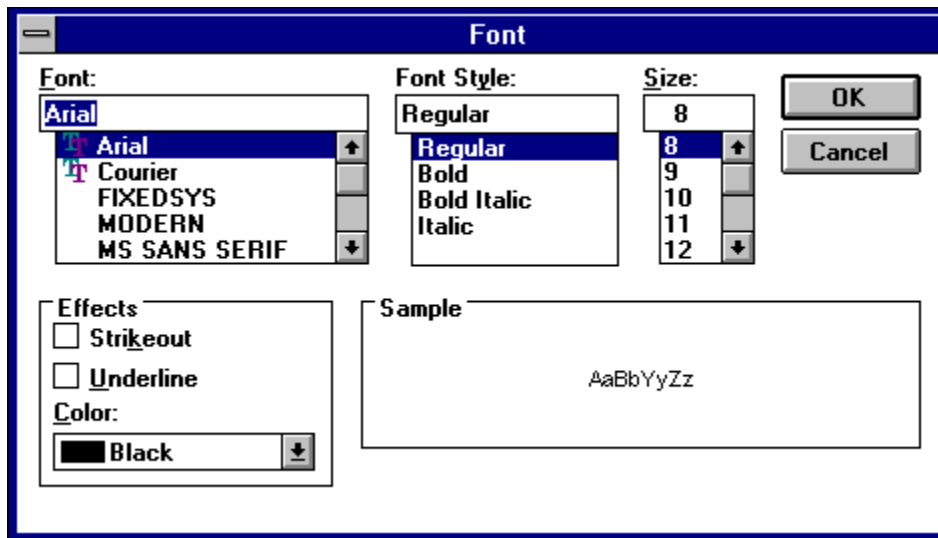 Font
Font: Font Style: Size:
Arial Regular 8 OK
Arial Regular 8 Cancel
Courier Bold 9
FIXEDSYS Bold Italic 10
MODERN Italic 11
MS SANS SERIF 12
Effects Sample
Strikeout
Underline AaBbYyZz
Color:
Black